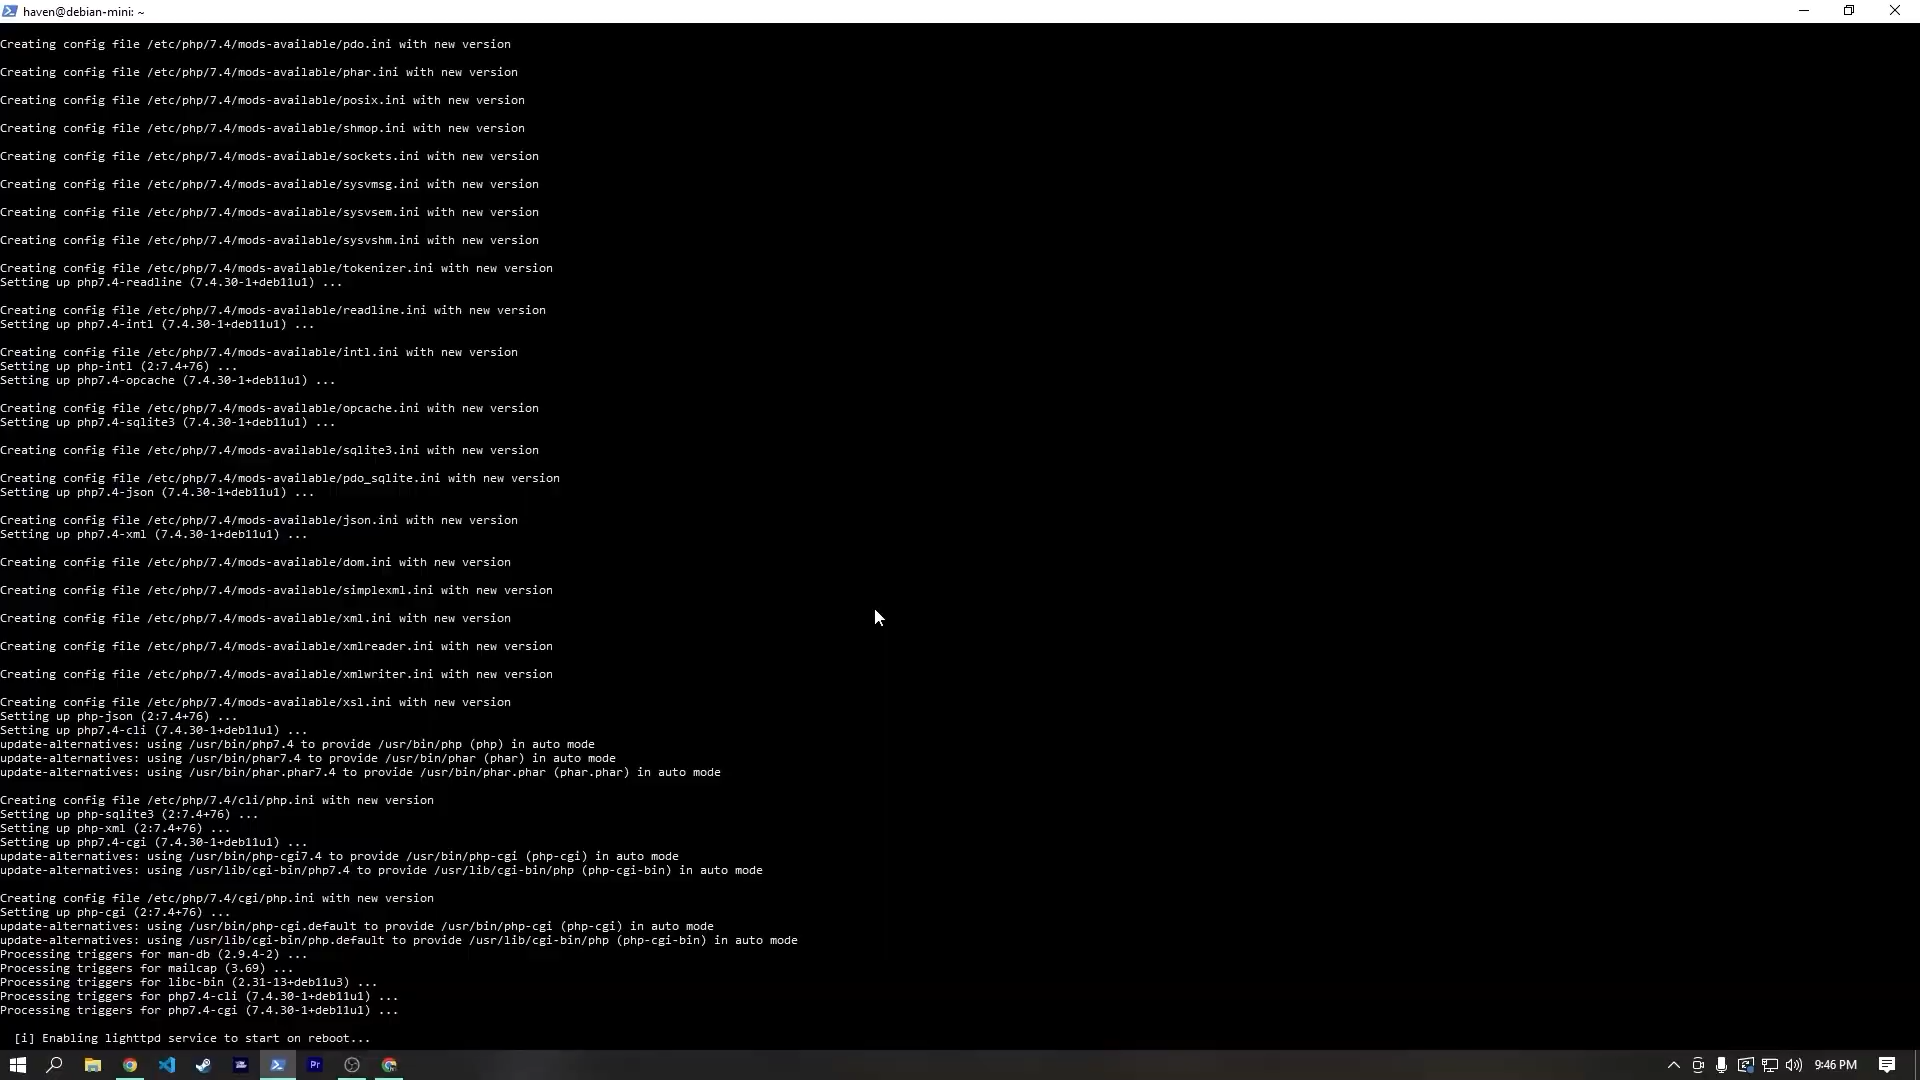 haven@debian-mini: ~
Creating config file /etc/php/7.4/mods-available/pdo.ini with new version
Creating config file /etc/php/7.4/mods-available/phar.ini with new version
Creating config file /etc/php/7.4/mods-available/posix.ini with new version
Creating config file /etc/php/7.4/mods-available/shmop.ini with new version
Creating config file /etc/php/7.4/mods-available/sockets.ini with new version
Creating config file /etc/php/7.4/mods-available/sysvmsg.ini with new version
Creating config file /etc/php/7.4/mods-available/sysvsem.ini with new version
Creating config file /etc/php/7.4/mods-available/sysvshm.ini with new version
Creating config file /etc/php/7.4/mods-available/tokenizer.ini with new version
Setting up php7.4-readline (7.4.30-1+deb11u1) ...
Creating config file /etc/php/7.4/mods-available/readline.ini with new version
Setting up php7.4-intl (7.4.30-1+deb11u1) ...
Creating config file /etc/php/7.4/mods-available/intl.ini with new version
Setting up php-intl (2:7.4+76) ...
Setting up php7.4-opcache (7.4.30-1+deb11u1) ...
Creating config file /etc/php/7.4/mods-available/opcache.ini with new version
Setting up php7.4-sqlite3 (7.4.30-1+deb11u1) ...
Creating config file /etc/php/7.4/mods-available/sqlite3.ini with new version
Creating config file /etc/php/7.4/mods-available/pdo_sqlite.ini with new version
Setting up php7.4-json (7.4.30-1+deb11u1) ...
Creating config file /etc/php/7.4/mods-available/json.ini with new version
Setting up php7.4-xml (7.4.30-1+deb11u1) ...
Creating config file /etc/php/7.4/mods-available/dom.ini with new version
Creating config file /etc/php/7.4/mods-available/simplexml.ini with new version
Creating config file /etc/php/7.4/mods-available/xml.ini with new version
Creating config file /etc/php/7.4/mods-available/xmlreader.ini with new version
Creating config file /etc/php/7.4/mods-available/xmlwriter.ini with new version
Creating config file /etc/php/7.4/mods-available/xsl.ini with new version
Setting up php-json (2:7.4+76) ...
Setting up php7.4-cli (7.4.30-1+deb11u1) ...
update-alternatives: using /usr/bin/php7.4 to provide /usr/bin/php (php) in auto mode
update-alternatives: using /usr/bin/phar7.4 to provide /usr/bin/phar (phar) in auto mode
update-alternatives: using /usr/bin/phar.phar7.4 to provide /usr/bin/phar.phar (phar.phar) in auto mode
Creating config file /etc/php/7.4/cli/php.ini with new version
Setting up php-sqlite3 (2:7.4+76) ...
Setting up php-xml (2:7.4+76) ...
Setting up php7.4-cgi (7.4.30-1+deb11u1) ...
update-alternatives: using /usr/bin/php-cgi7.4 to provide /usr/bin/php-cgi (php-cgi) in auto mode
update-alternatives: using /usr/lib/cgi-bin/php7.4 to provide /usr/lib/cgi-bin/php (php-cgi-bin) in auto mode
Creating config file /etc/php/7.4/cgi/php.ini with new version
Setting up php-cgi (2:7.4+76) ...
update-alternatives: using /usr/bin/php-cgi.default to provide /usr/bin/php-cgi (php-cgi) in auto mode
update-alternatives: using /usr/lib/cgi-bin/php.default to provide /usr/lib/cgi-bin/php (php-cgi-bin) in auto mode
Processing triggers for man-db (2.9.4-2) ...
Processing triggers for mailcap (3.69) ...
Processing triggers for libc-bin (2.31-13+deb11u3) ...
Processing triggers for php7.4-cli (7.4.30-1+deb11u1) ...
Processing triggers for php7.4-cgi (7.4.30-1+deb11u1) ...
[i] Enabling lighttpd service to start on reboot...
Pr
9:46 PM